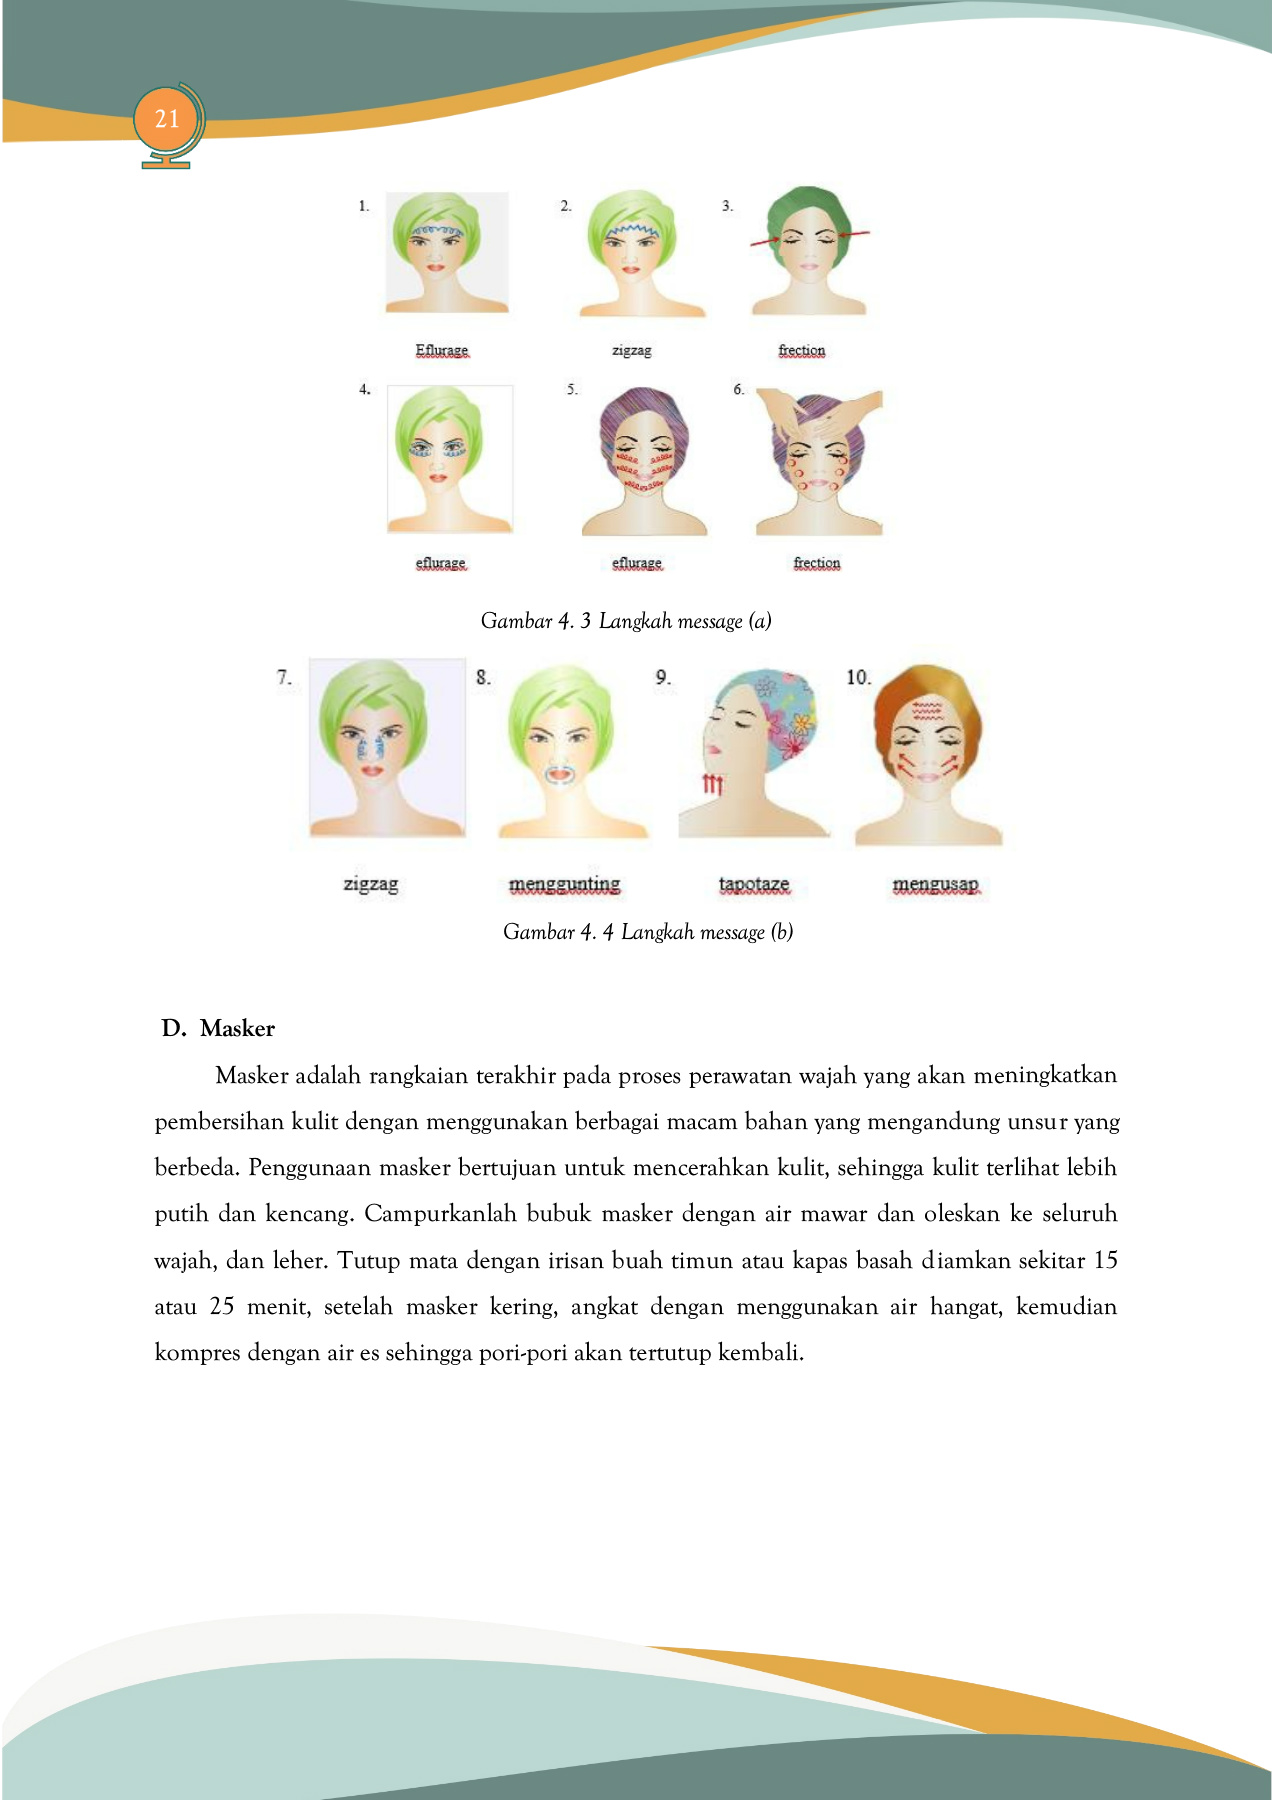 21
1.
2.
3.
Eflurage
zigzag
frection
4.
5.
6.
eflurage
eflurage
frection
Gambar 4. 3 Langkah message (a)
7.
8.
9.
10.
zigzag
menggunting
tapotaze
mengusap
Gambar 4. 4 Langkah message (b)
D. Masker
Masker adalah rangkaian terakhir pada proses perawatan wajah yang akan meningkatkan
pembersihan kulit dengan menggunakan berbagai macam bahan yang mengandung unsur yang
berbeda. Penggunaan masker bertujuan untuk mencerahkan kulit, sehingga kulit terlihat lebih
putih dan kencang. Campurkanlah bubuk masker dengan air mawar dan oleskan ke seluruh
wajah, dan leher. Tutup mata dengan irisan buah timun atau kapas basah diamkan sekitar 15
atau 25 menit, setelah masker kering, angkat dengan menggunakan air hangat, kemudian
kompres dengan air es sehingga pori-pori akan tertutup kembali.